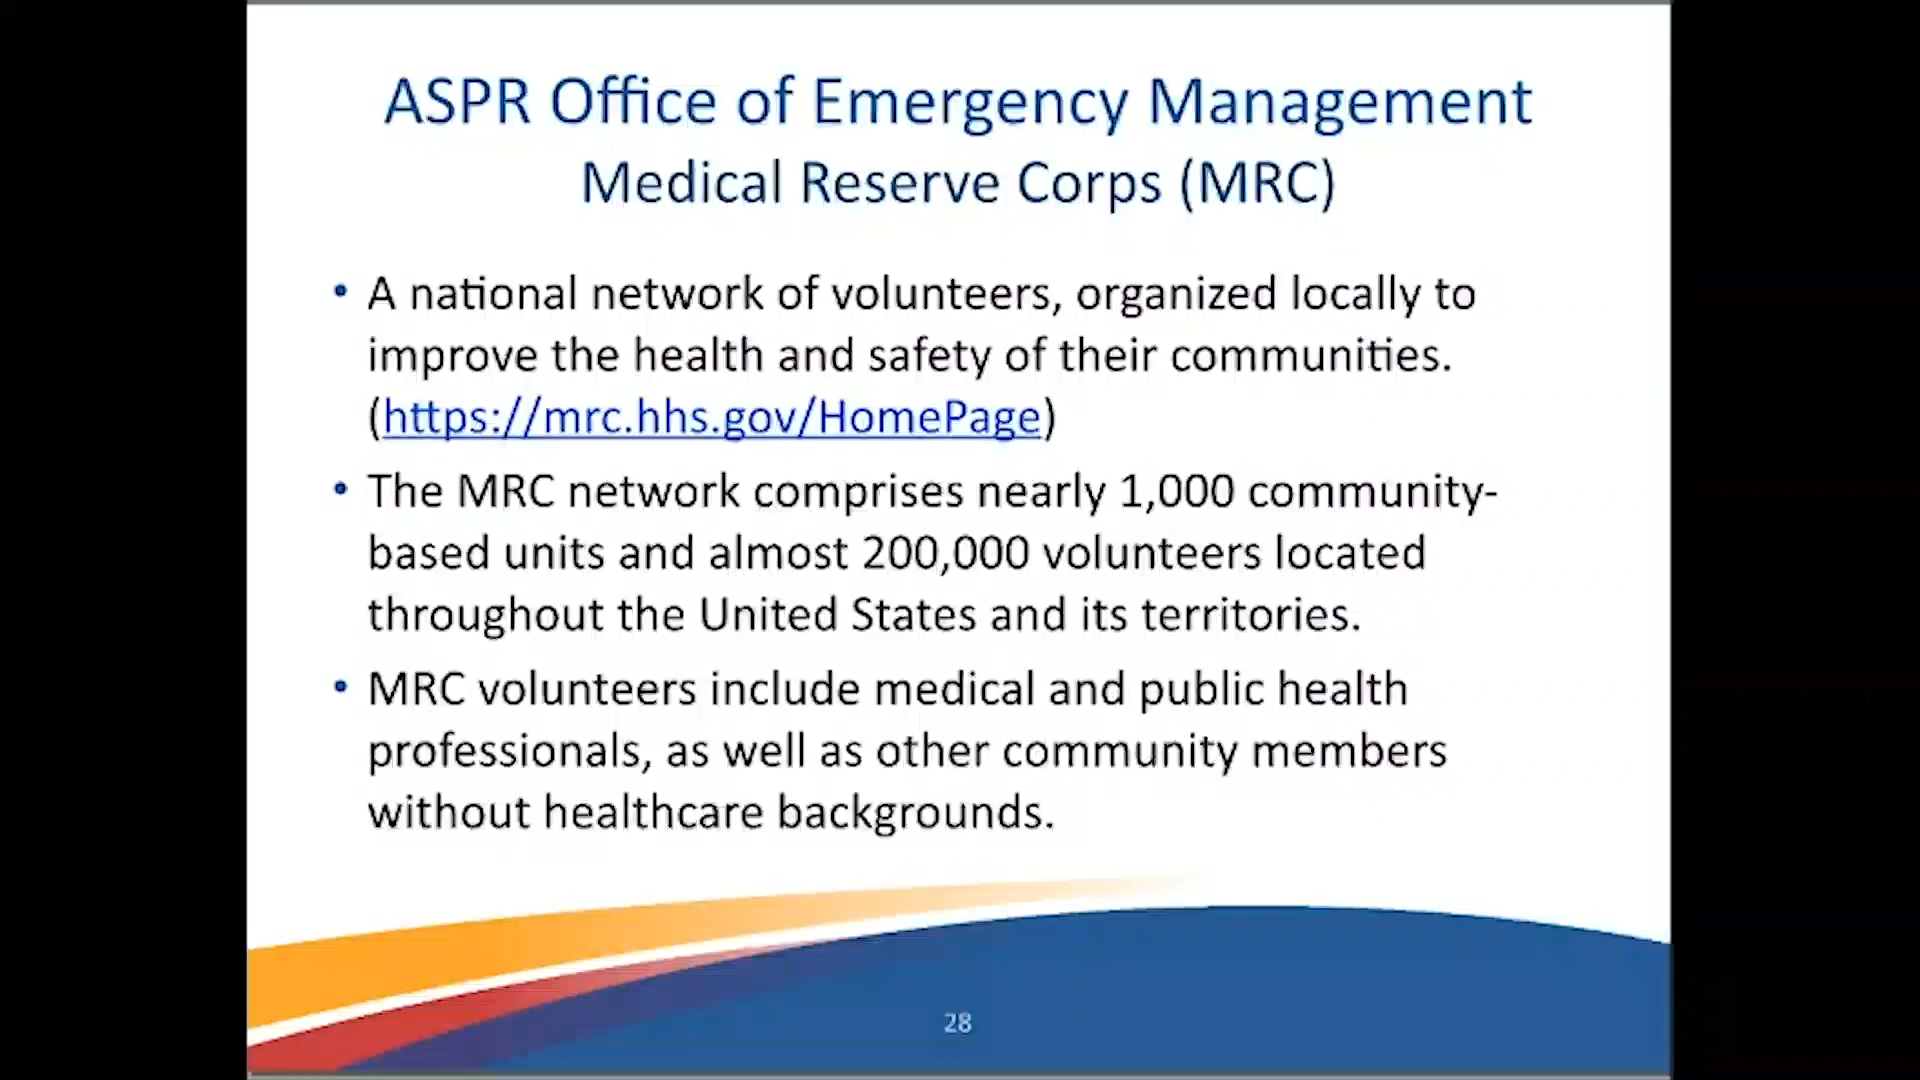 ASPR Office of Emergency Management
Medical Reserve Corps (MRC)
• A national network of volunteers, organized locally to
improve the health and safety of their communities.
(https://mrc.hhs.gov/HomePage)
• The MRC network comprises nearly 1,000 community-
based units and almost 200,000 volunteers located
throughout the United States and its territories.
• MRC volunteers include medical and public health
professionals, as well as other community members
without healthcare backgrounds.
28